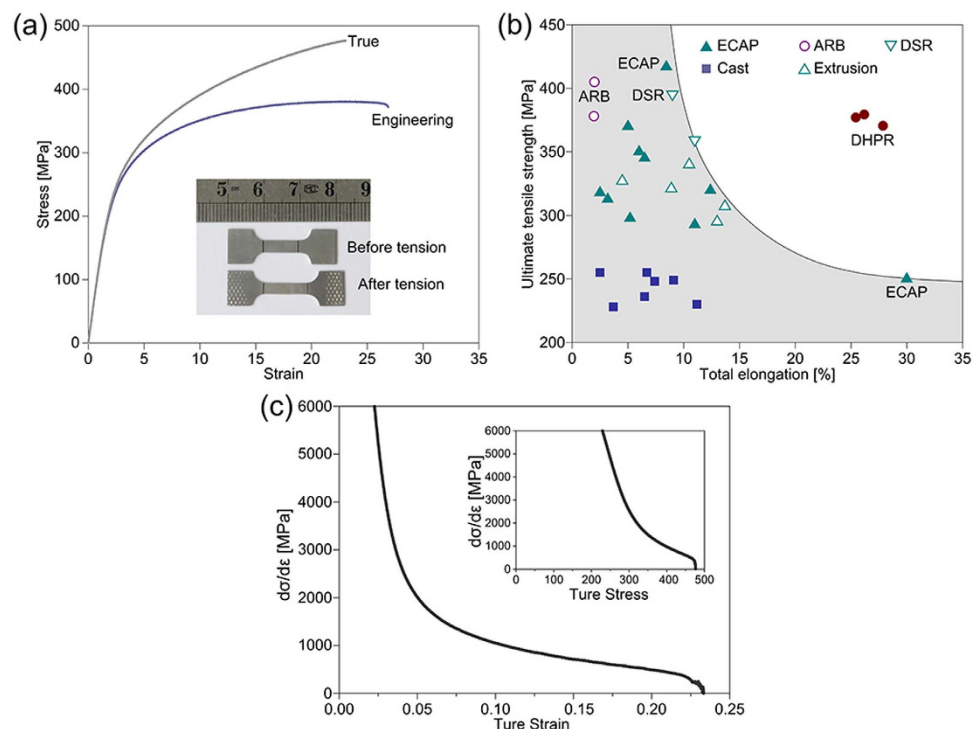 (a)
500
400
300
200
100
0
Stress [MPa]
True
Engineering
5 6 7 8 9
Before tension
After tension
0 5 10 15 20 25 30 35
Strain
(b)
450
400
350
300
250
200
Ultimate tensile strength [MPa]
ECAP ARB DSR
Cast Extrusion
ECAP
ARB
DSR
DHPR
ECAP
0 5 10 15 20 25 30 35
Total elongation [%]
(c)
6000
5000
4000
3000
2000
1000
0
dσ/dε [MPa]
0.00 0.05 0.10 0.15 0.20 0.25
Ture Strain
6000
5000
4000
3000
2000
1000
0
dσ/dε [MPa]
0 100 200 300 400 500
Ture Stress